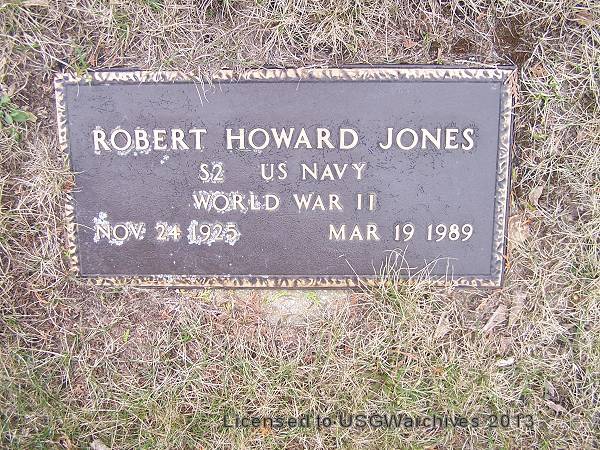 ROBERT HOWARD JONES
S2 US NAVY
WORLD WAR II
NOV 24 1925 MAR 19 1989
Licensed to USGWarchives 2013